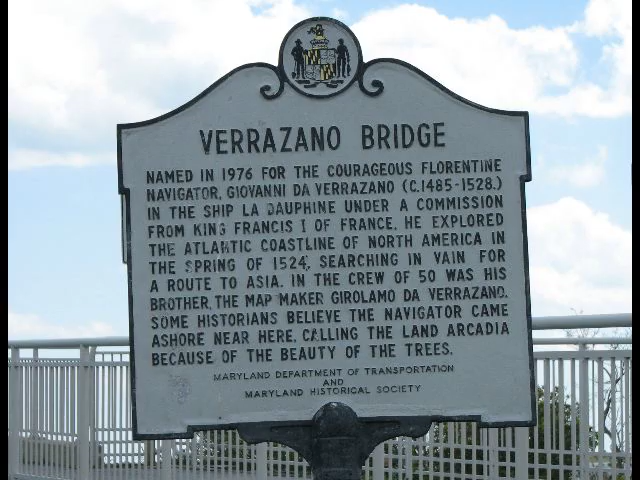 VERRAZANO BRIDGE
NAMED IN 1976 FOR THE COURAGEOUS FLORENTINE
NAVIGATOR, GIOVANNI DA VERRAZANO (C.1485-1528.)
IN THE SHIP LA DAUPHINE UNDER A COMMISSION
FROM KING FRANCIS I OF FRANCE, HE EXPLORED
THE ATLANTIC COASTLINE OF NORTH AMERICA IN
THE SPRING OF 1524, SEARCHING IN VAIN FOR
A ROUTE TO ASIA. IN THE CREW OF 50 WAS HIS
BROTHER, THE MAP MAKER GIROLAMO DA VERRAZANO.
SOME HISTORIANS BELIEVE THE NAVIGATOR CAME
ASHORE NEAR HERE, CALLING THE LAND ARCADIA
BECAUSE OF THE BEAUTY OF THE TREES.
MARYLAND DEPARTMENT OF TRANSPORTATION
AND
MARYLAND HISTORICAL SOCIETY